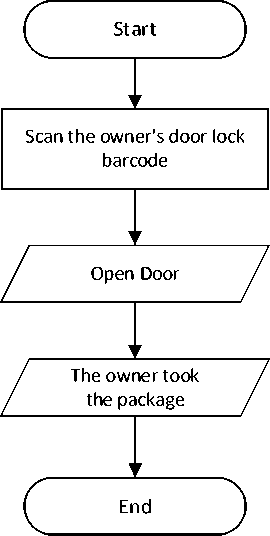 Start
Scan the owner's door lock
barcode
Open Door
The owner took
the package
End